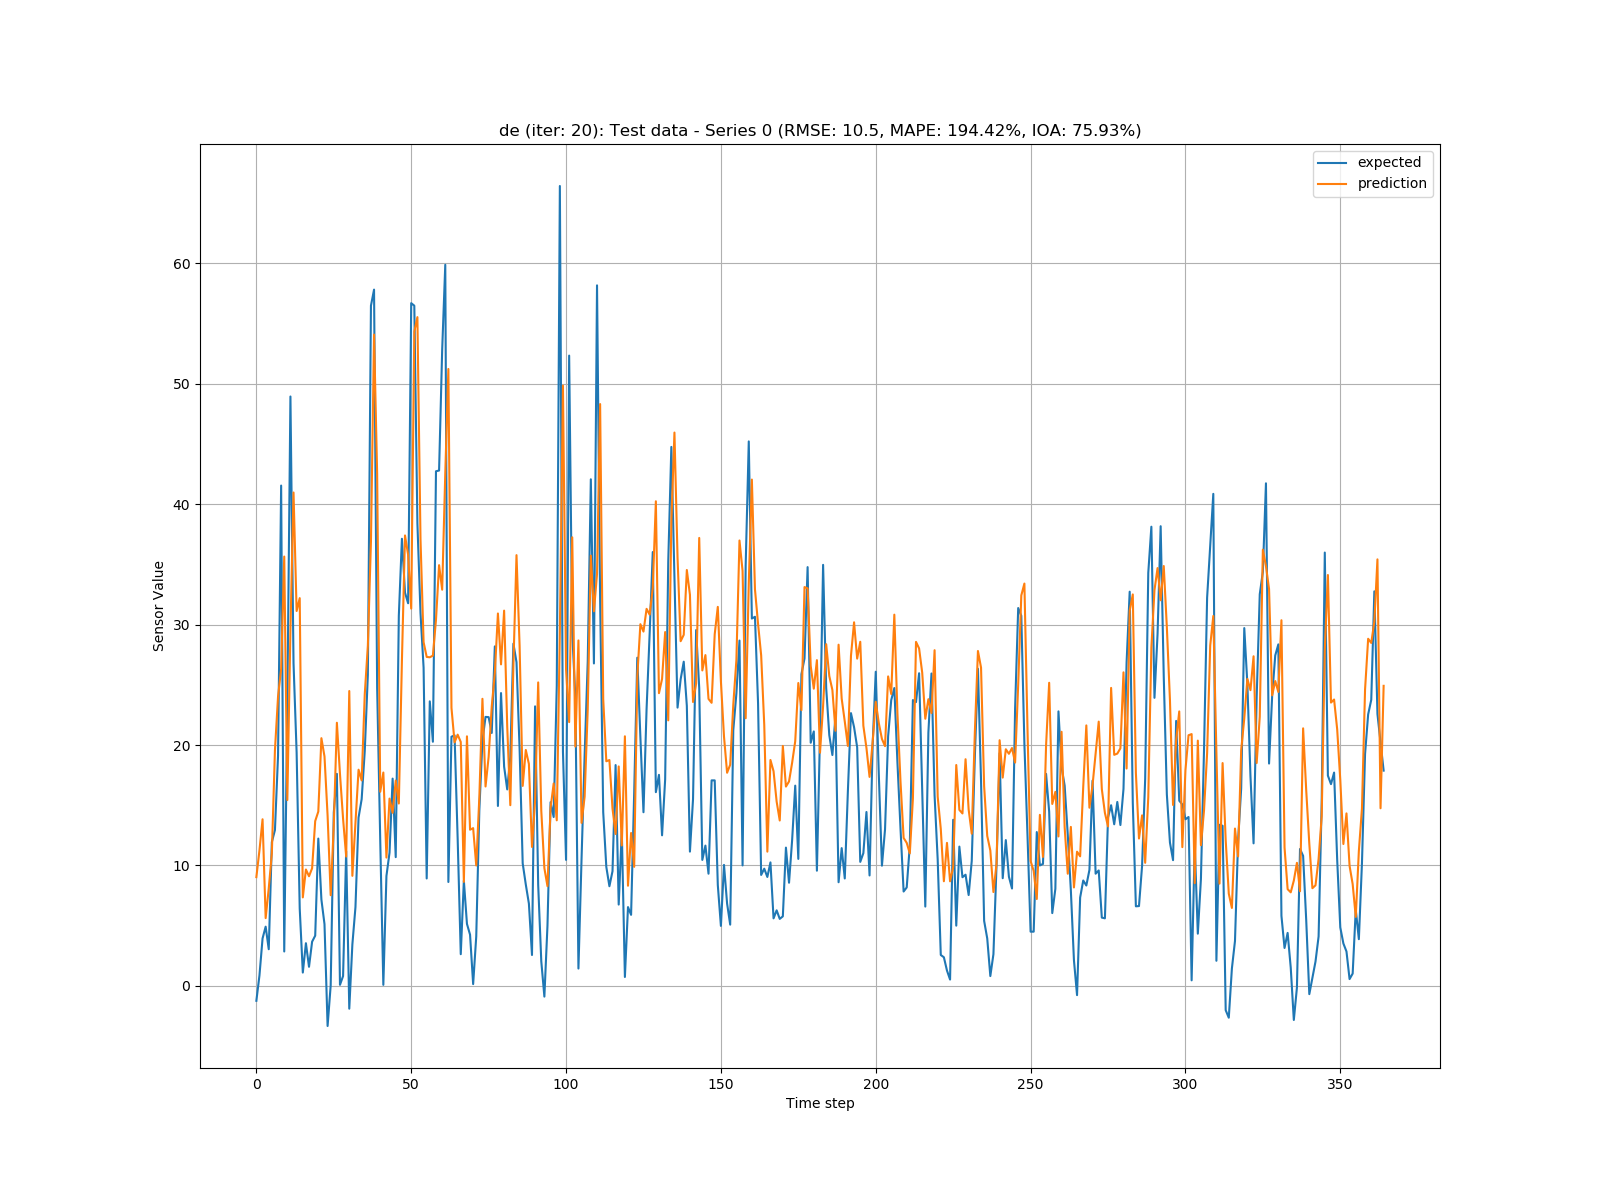 de (iter: 20): Test data - Series 0 (RMSE: 10.5, MAPE: 194.42%, IOA: 75.93%)
expected
prediction
Sensor Value
60
50
40
30
20
10
0
0 50 100 150 200 250 300 350
Time step